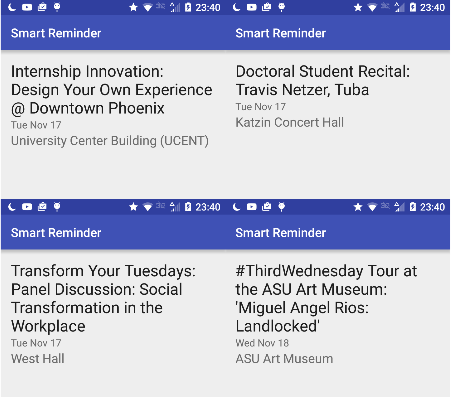 23:40
Smart Reminder
Internship Innovation:
Design Your Own Experience
@ Downtown Phoenix
Tue Nov 17
University Center Building (UCENT)
23:40
Smart Reminder
Doctoral Student Recital:
Travis Netzer, Tuba
Tue Nov 17
Katzin Concert Hall
23:40
Smart Reminder
Transform Your Tuesdays:
Panel Discussion: Social
Transformation in the
Workplace
Tue Nov 17
West Hall
23:40
Smart Reminder
#ThirdWednesday Tour at
the ASU Art Museum:
'Miguel Angel Rios:
Landlocked'
Wed Nov 18
ASU Art Museum